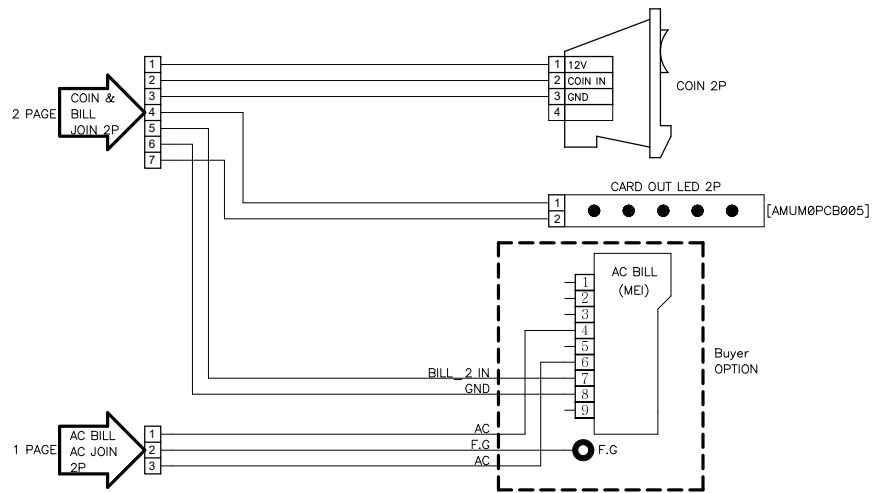 2 PAGE
COIN &
BILL
JOIN 2P
1
2
3
4
5
6
7
1 12V
2 COIN IN
3 GND
4
COIN 2P
CARD OUT LED 2P
1
2
[AMUM0PCB005]
AC BILL
(MEI)
1
2
3
4
5
6
7
8
9
Buyer
OPTION
BILL_2 IN
GND
1 PAGE
AC BILL
AC JOIN
2P
1
2
3
AC
F.G
AC
F.G